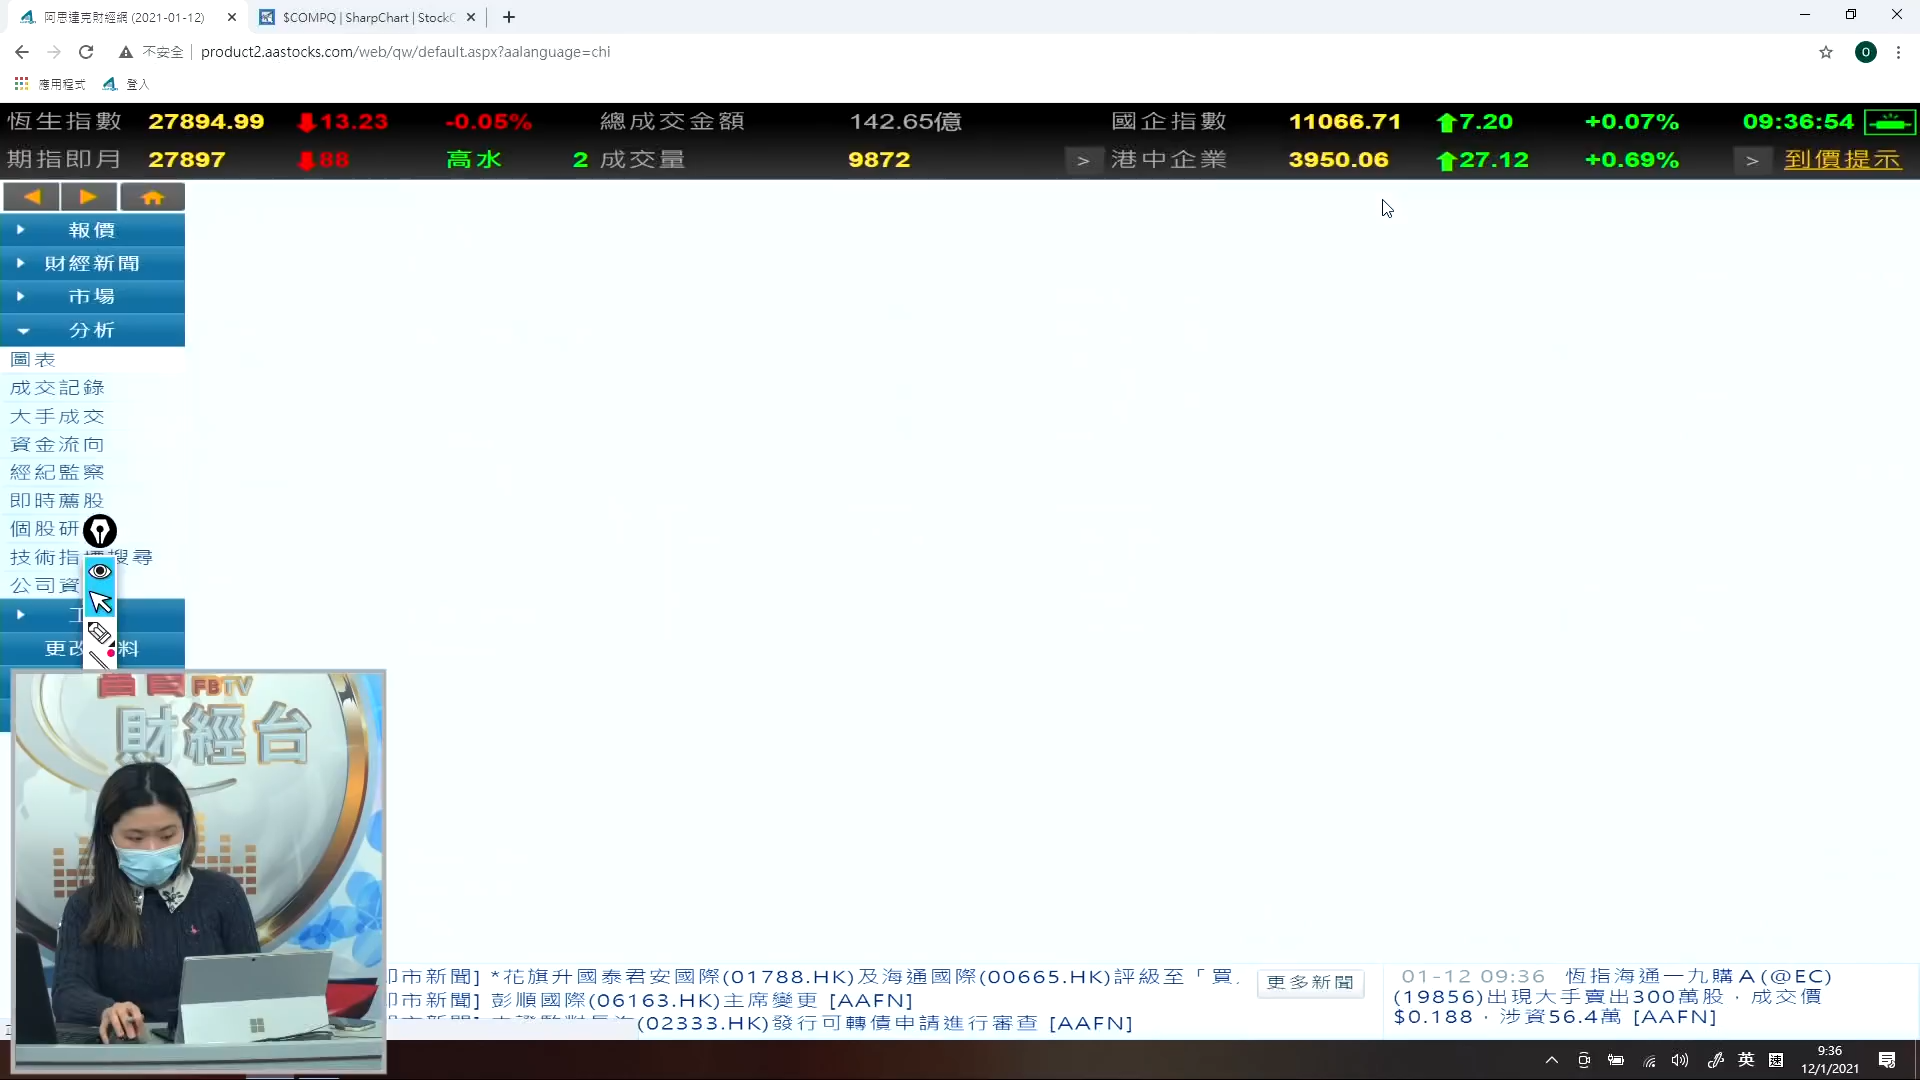 阿思達克財經網 (2021-01-12)
$COMPQ | SharpChart | StockC
不安全 product2.aastocks.com/web/qw/default.aspx?aalanguage=chi
應用程式 登入
恆生指數 27894.99 13.23 -0.05% 總成交金額 142.65億 國企指數 11066.71 7.20 +0.07% 09:36:54
期指即月 27897 88 高水 2 成交量 9872 > 港中企業 3950.06 27.12 +0.69% > 到價提示
報價
財經新聞
市場
分析
圖表
成交記錄
大手成交
資金流向
經紀監察
即時薦股
個股研
技術指 搜尋
公司資
更改 料
FBTV
財經台
市新聞] *花旗升國泰君安國際(01788.HK)及海通國際(00665.HK)評級至「買.
市新聞] 彭順國際(06163.HK)主席變更 [AAFN]
(02333.HK)發行可轉債申請進行審查 [AAFN]
更多新聞
01-12 09:36 恆指海通一九購A(@EC)
(19856)出現大手賣出300萬股，成交價
$0.188，涉資56.4萬 [AAFN]
英 速
9:36
12/1/2021